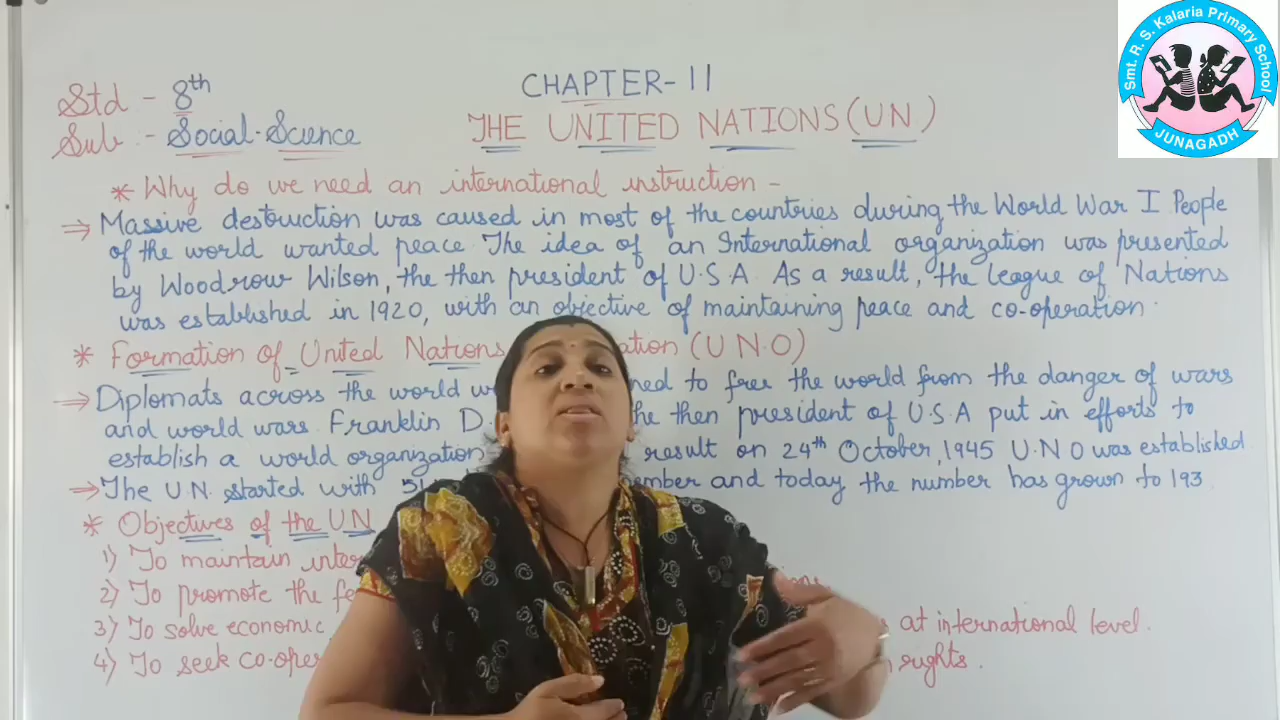 Smt. R. S. Kalaria Primary School
JUNAGADH
Std - 8th
Sub :- Social-Science
CHAPTER-11
THE UNITED NATIONS (UN)
* Why do we need an international instruction -
⇒ Massive destruction was caused in most of the countries during the World War I People
of the world wanted peace. The idea of an International organization was presented
by Woodrow Wilson, the then president of U.S.A. As a result, the league of Nations
was established in 1920, with an objective of maintaining peace and co-operation.
* Formation of United Nations (U N.O)
⇒ Diplomats across the world to free the world from the danger of wars
and world wars. Franklin D. then president of U.S.A put in efforts to
establish a world organization result on 24th October, 1945 U.N O was established
⇒ The U.N. started with 51 and today the number has grown to 193.
* Objectives of the UN
1) To maintain
2) To promote the
3) To solve economic at international level.
4) To seek rights.